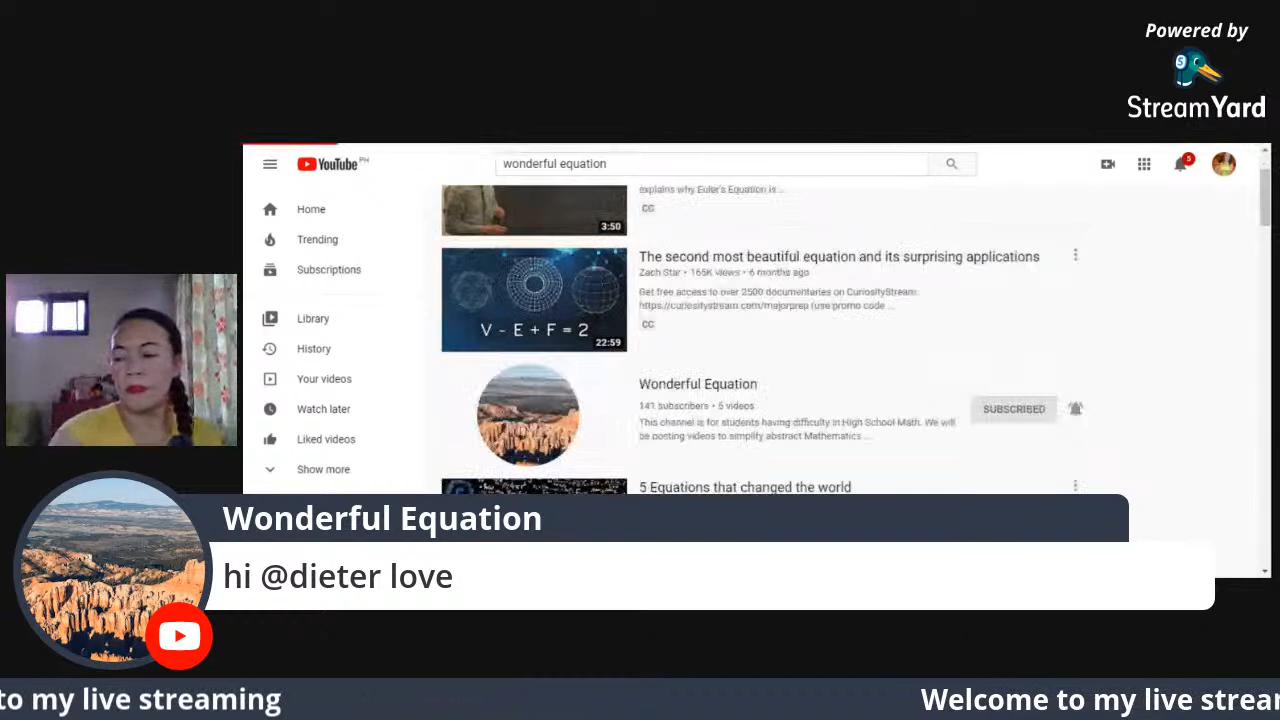 Powered by
StreamYard
YouTube PH
wonderful equation
5
Home
Trending
Subscriptions
Library
History
Your videos
Watch later
Liked videos
Show more
explains why Euler's Equation is ...
CC
3:50
The second most beautiful equation and its surprising applications
Zach Star • 165K views • 6 months ago
Get free access to over 2500 documentaries on CuriosityStream:
https://curiositystream.com/majorprep (use promo code ...
CC
V - E + F = 2
22:59
Wonderful Equation
141 subscribers • 5 videos
This channel is for students having difficulty in High School Math. We will
be posting videos to simplify abstract Mathematics ...
SUBSCRIBED
5 Equations that changed the world
Wonderful Equation
hi @dieter love
to my live streaming
Welcome to my live strear